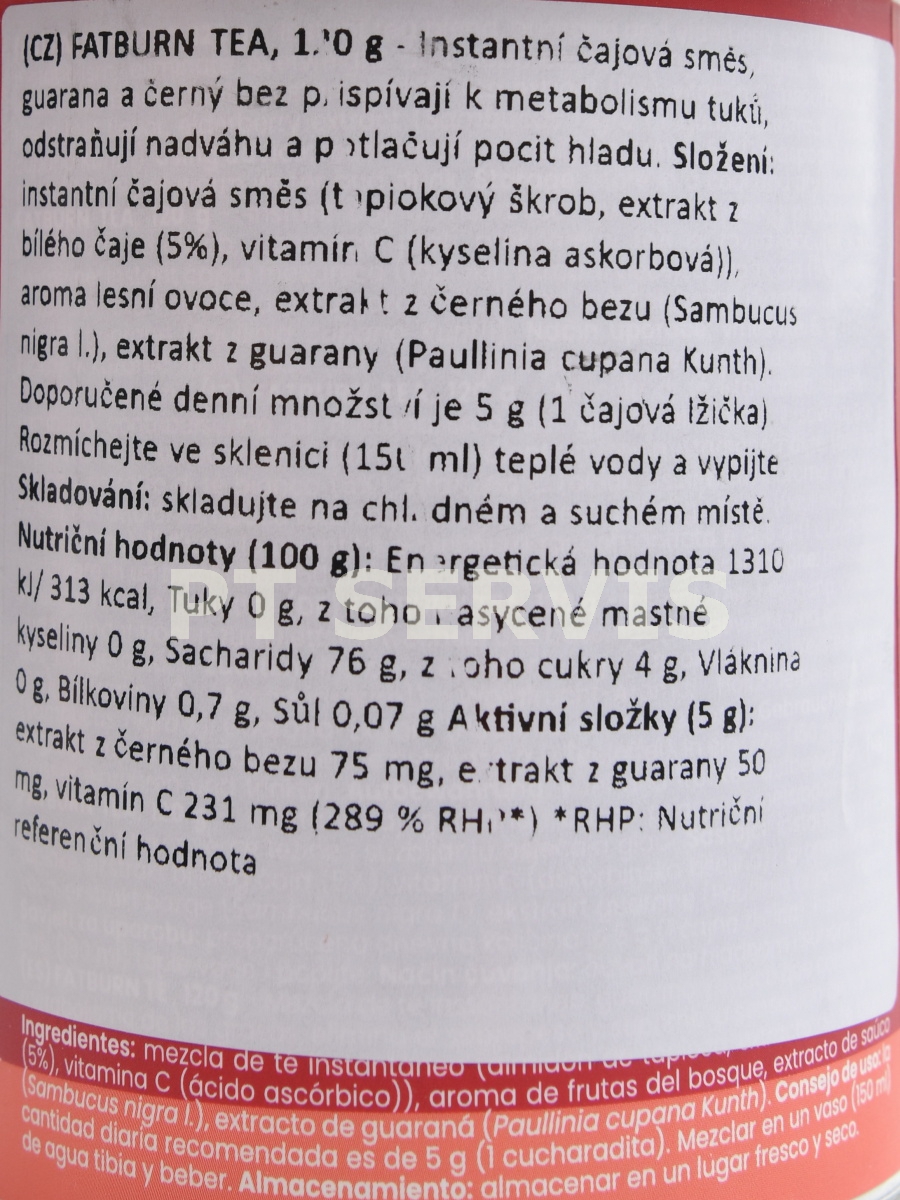 (CZ) FATBURN TEA, 120 g - Instantní čajová směs,
guarana a černý bez přispívají k metabolismu tuků,
odstraňují nadváhu a potlačují pocit hladu. Složení:
instantní čajová směs (tapiokový škrob, extrakt z
bílého čaje (5%), vitamín C (kyselina askorbová)),
aroma lesní ovoce, extrakt z černého bezu (Sambucus
nigra l.), extrakt z guarany (Paullinia cupana Kunth).
Doporučené denní množství je 5 g (1 čajová lžička)
Rozmíchejte ve sklenici (150 ml) teplé vody a vypijte
Skladování: skladujte na chladném a suchém místě.
Nutriční hodnoty (100 g): Energetická hodnota 1310
kJ/ 313 kcal, Tuky 0 g, z toho nasycené mastné
kyseliny 0 g, Sacharidy 76 g, z toho cukry 4 g, Vláknina
0 g, Bílkoviny 0,7 g, Sůl 0,07 g Aktivní složky (5 g):
extrakt z černého bezu 75 mg, extrakt z guarany 50
mg, vitamín C 231 mg (289 % RHP*) *RHP: Nutriční
referenční hodnota
PT SERVIS
Ingredientes: mezcla de té instantáneo
(5%), vitamina C (ácido ascórbico)), aroma de frutas del bosque, extracto de saúco
(Sambucus nigra l.), extracto de guaraná (Paullinia cupana Kunth). Consejo de uso: la
cantidad diaria recomendada es de 5 g (1 cucharadita). Mezclar en un vaso (150 ml)
de agua tibia y beber. Almacenamiento: almacenar en un lugar fresco y seco.